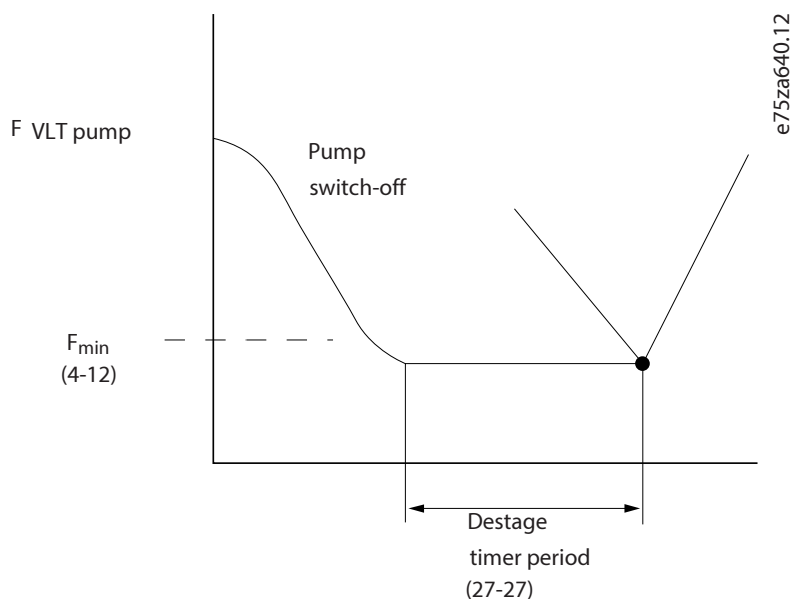 e75za640.12
F VLT pump
Pump
switch-off
Fmin
(4-12)
Destage
timer period
(27-27)